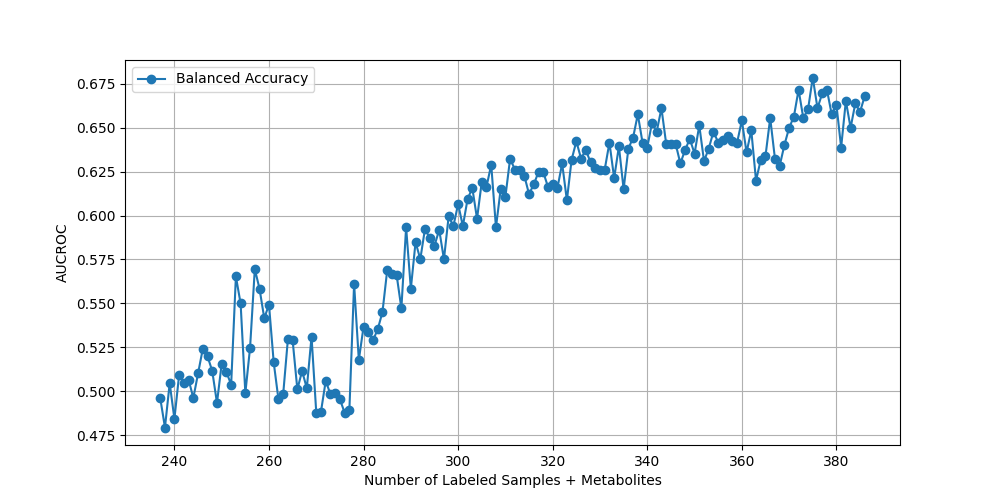 Balanced Accuracy
AUCROC
0.675
0.650
0.625
0.600
0.575
0.550
0.525
0.500
0.475
240 260 280 300 320 340 360 380
Number of Labeled Samples + Metabolites